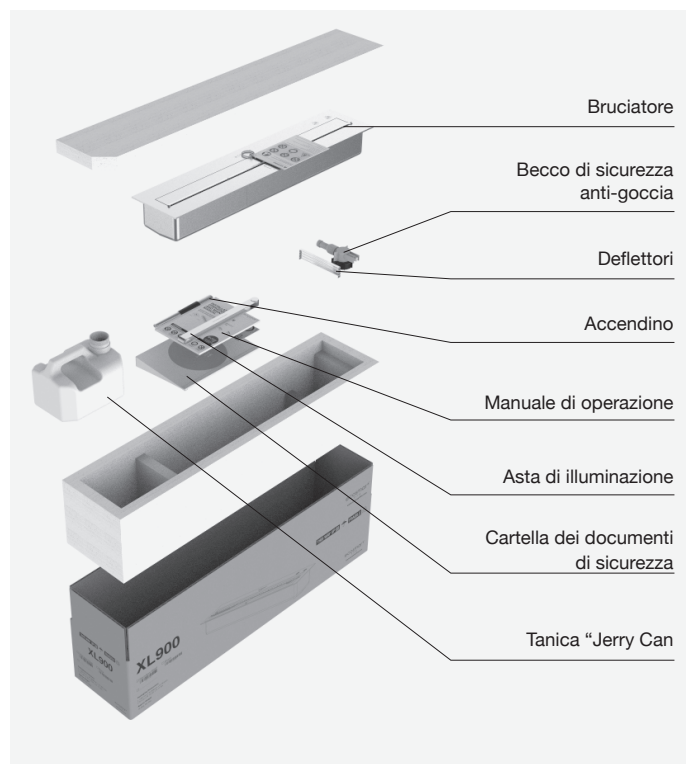 Bruciatore
Becco di sicurezza
anti-goccia
Deflettori
Accendino
Manuale di operazione
Asta di illuminazione
Cartella dei documenti
di sicurezza
Tanica “Jerry Can
XL900
XL900